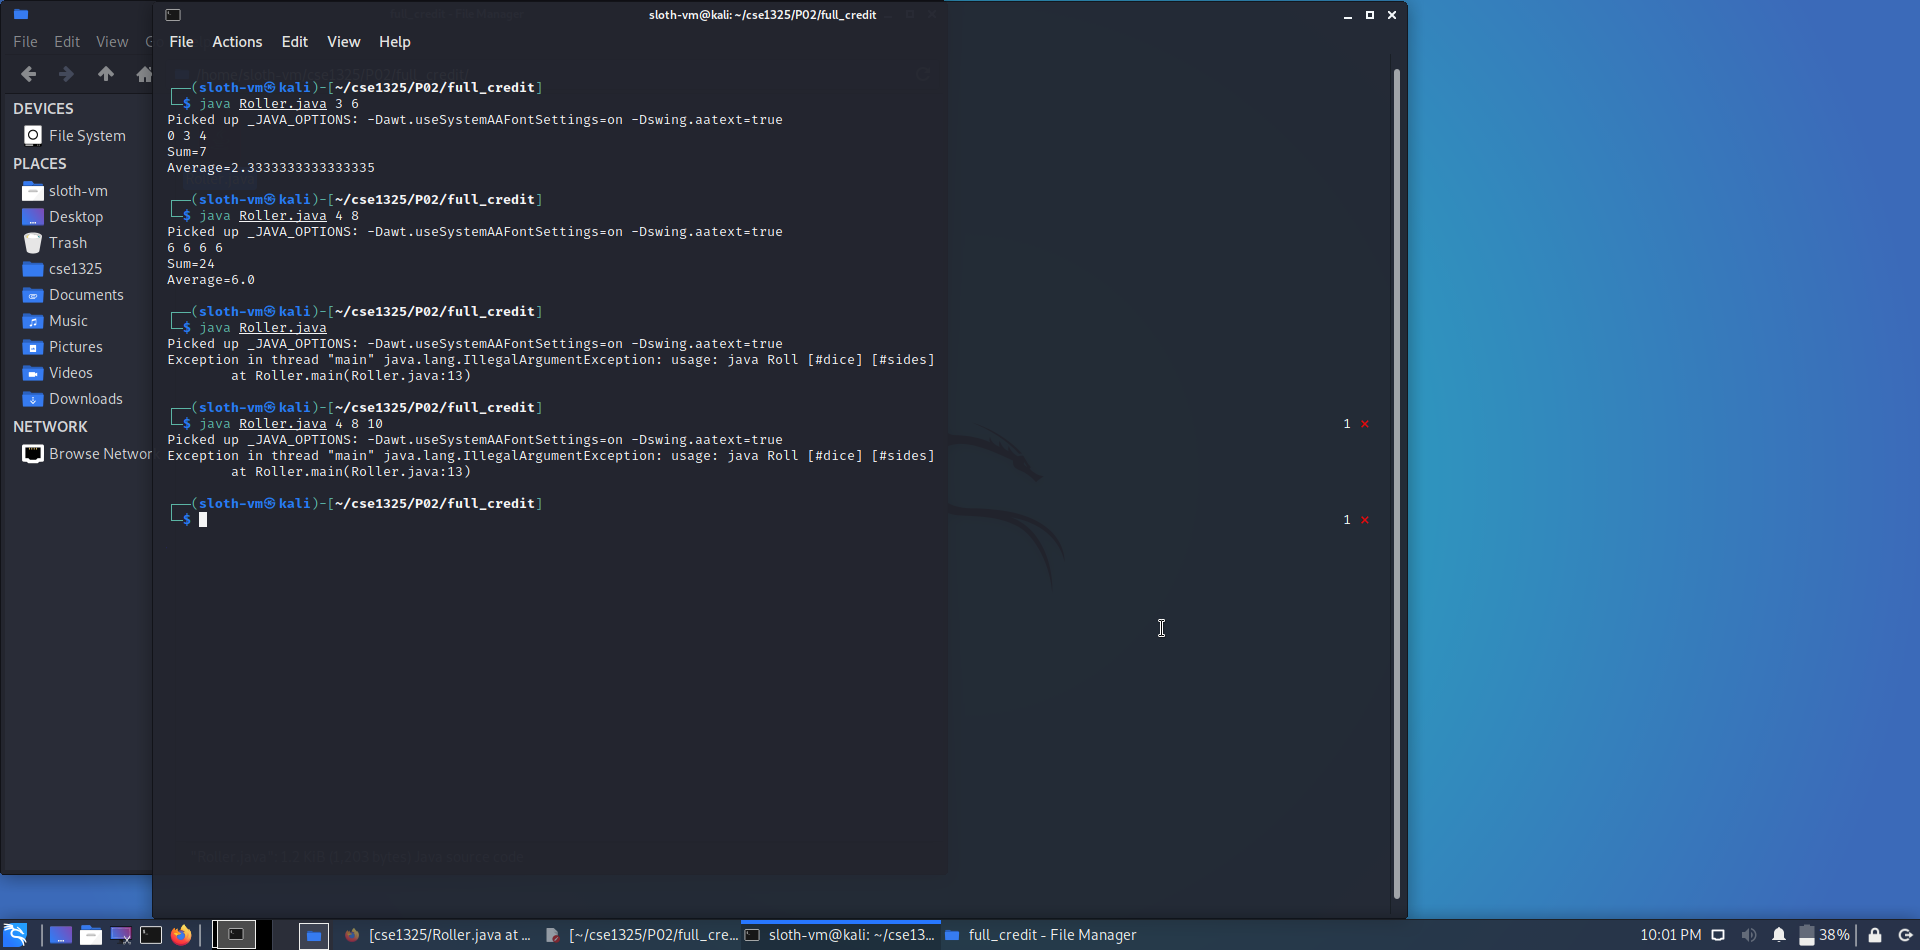 sloth-vm@kali: ~/cse1325/P02/full_credit
File Edit View
File Actions Edit View Help
DEVICES
File System
PLACES
sloth-vm
Desktop
Trash
cse1325
Documents
Music
Pictures
Videos
Downloads
NETWORK
Browse Networ
(sloth-vm㉿kali)-[~/cse1325/P02/full_credit]
$ java Roller.java 3 6
Picked up _JAVA_OPTIONS: -Dawt.useSystemAAFontSettings=on -Dswing.aatext=true
0 3 4
Sum=7
Average=2.3333333333333335
(sloth-vm㉿kali)-[~/cse1325/P02/full_credit]
$ java Roller.java 4 8
Picked up _JAVA_OPTIONS: -Dawt.useSystemAAFontSettings=on -Dswing.aatext=true
6 6 6 6
Sum=24
Average=6.0
(sloth-vm㉿kali)-[~/cse1325/P02/full_credit]
$ java Roller.java
Picked up _JAVA_OPTIONS: -Dawt.useSystemAAFontSettings=on -Dswing.aatext=true
Exception in thread "main" java.lang.IllegalArgumentException: usage: java Roll [#dice] [#sides]
at Roller.main(Roller.java:13)
(sloth-vm㉿kali)-[~/cse1325/P02/full_credit]
$ java Roller.java 4 8 10 1 ⨯
Picked up _JAVA_OPTIONS: -Dawt.useSystemAAFontSettings=on -Dswing.aatext=true
Exception in thread "main" java.lang.IllegalArgumentException: usage: java Roll [#dice] [#sides]
at Roller.main(Roller.java:13)
(sloth-vm㉿kali)-[~/cse1325/P02/full_credit]
$ 1 ⨯
[cse1325/Roller.java at ... [~/cse1325/P02/full_cre... sloth-vm@kali: ~/cse13... full_credit - File Manager 10:01 PM 38%